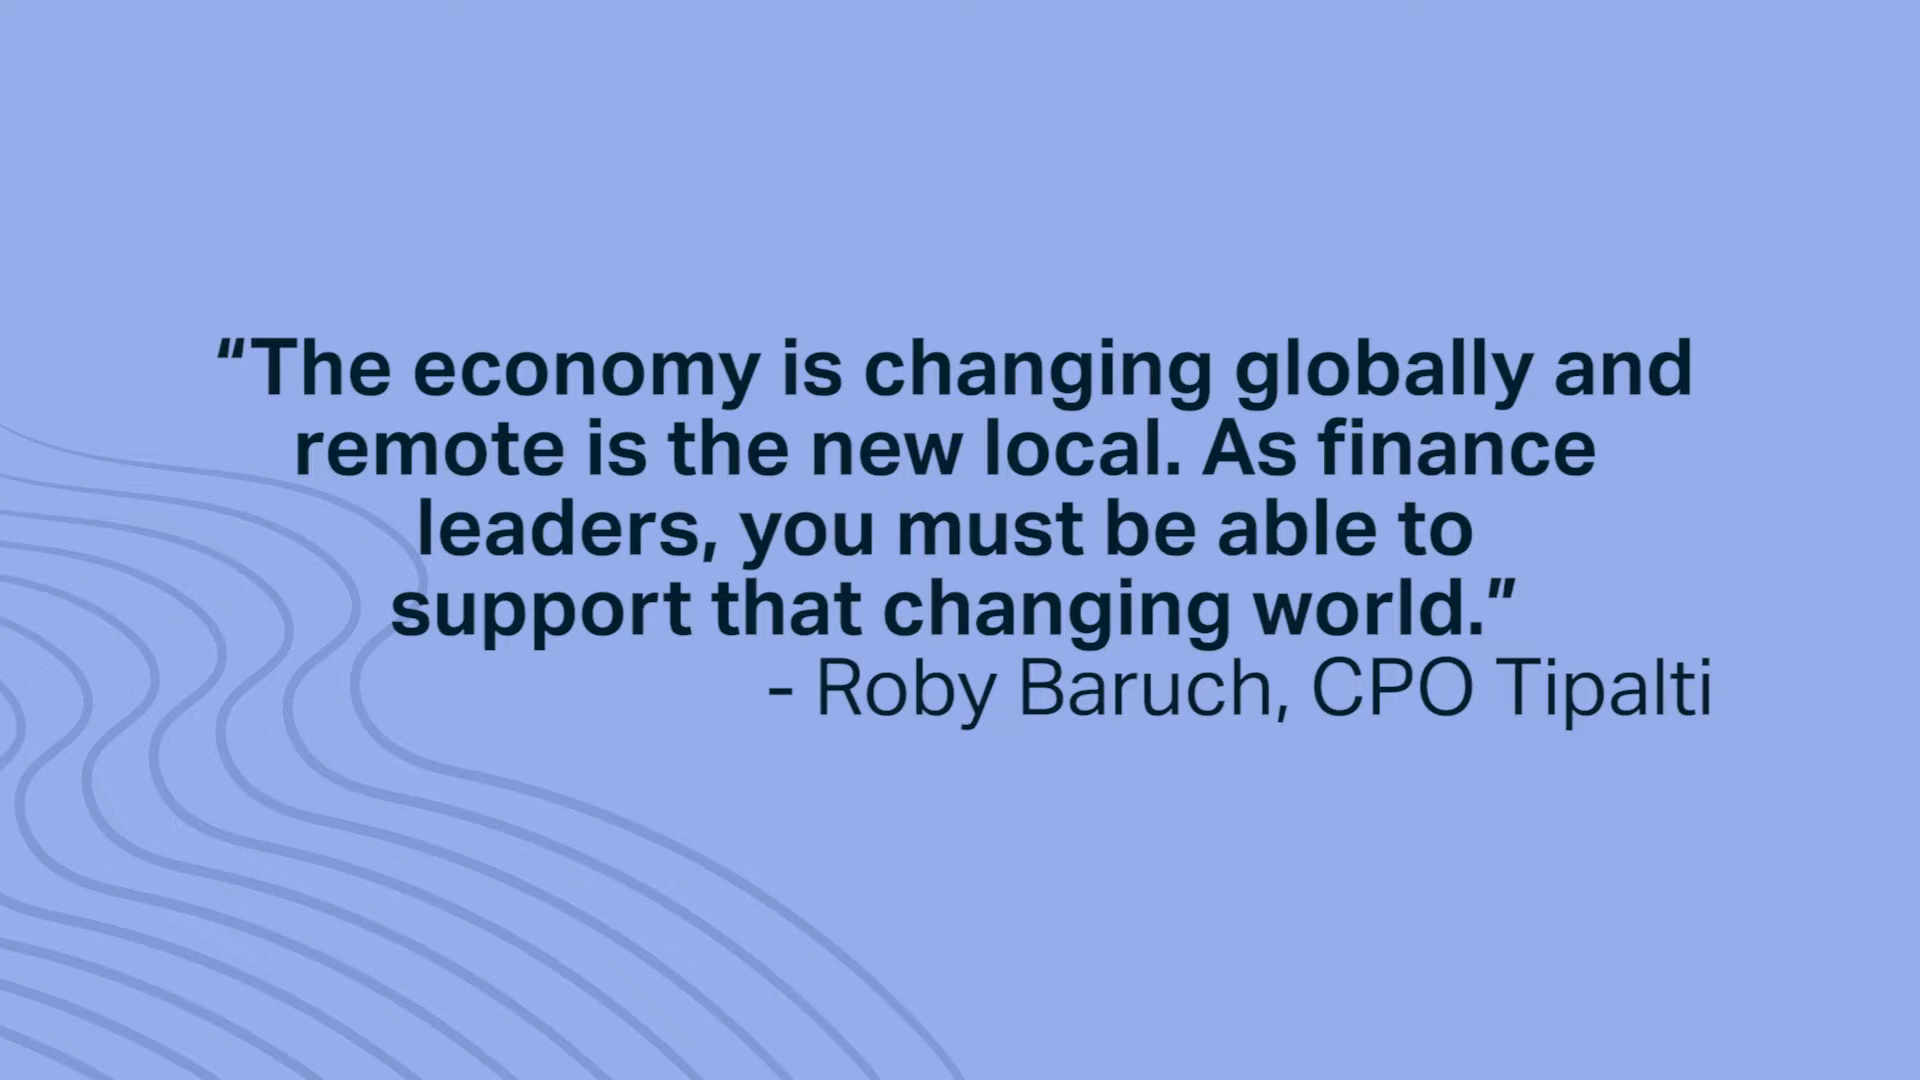 “The economy is changing globally and
remote is the new local. As finance
leaders, you must be able to
support that changing world.”
- Roby Baruch, CPO Tipalti